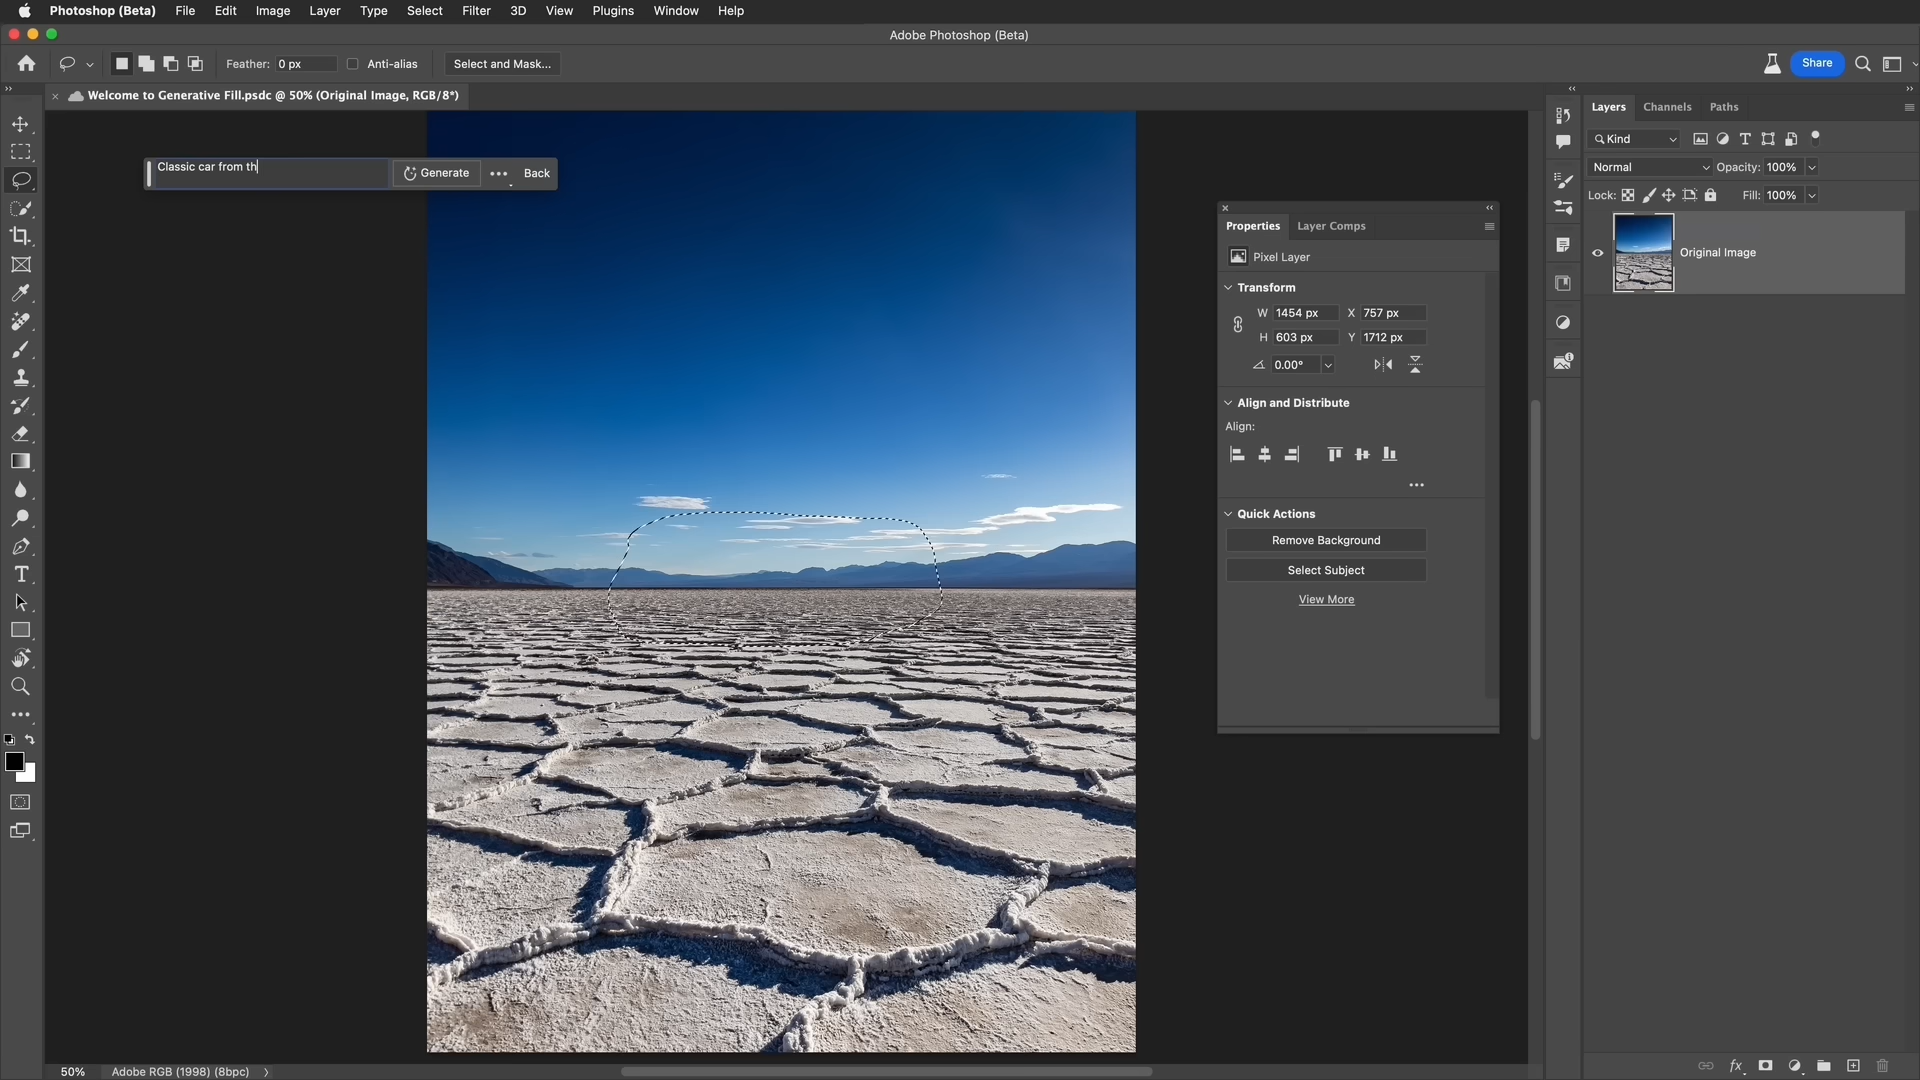 Photoshop (Beta) File Edit Image Layer Type Select Filter 3D View Plugins Window Help
Adobe Photoshop (Beta)
Feather: 0 px Anti-alias Select and Mask... Share
Welcome to Generative Fill.psdc @ 50% (Original Image, RGB/8*)
Classic car from th
Generate
Back
Properties Layer Comps
Pixel Layer
Transform
W 1454 px X 757 px
H 603 px Y 1712 px
0.00°
Align and Distribute
Align:
Quick Actions
Remove Background
Select Subject
View More
Layers Channels Paths
Kind
Normal Opacity: 100%
Lock: Fill: 100%
Original Image
fx
50% Adobe RGB (1998) (8bpc)